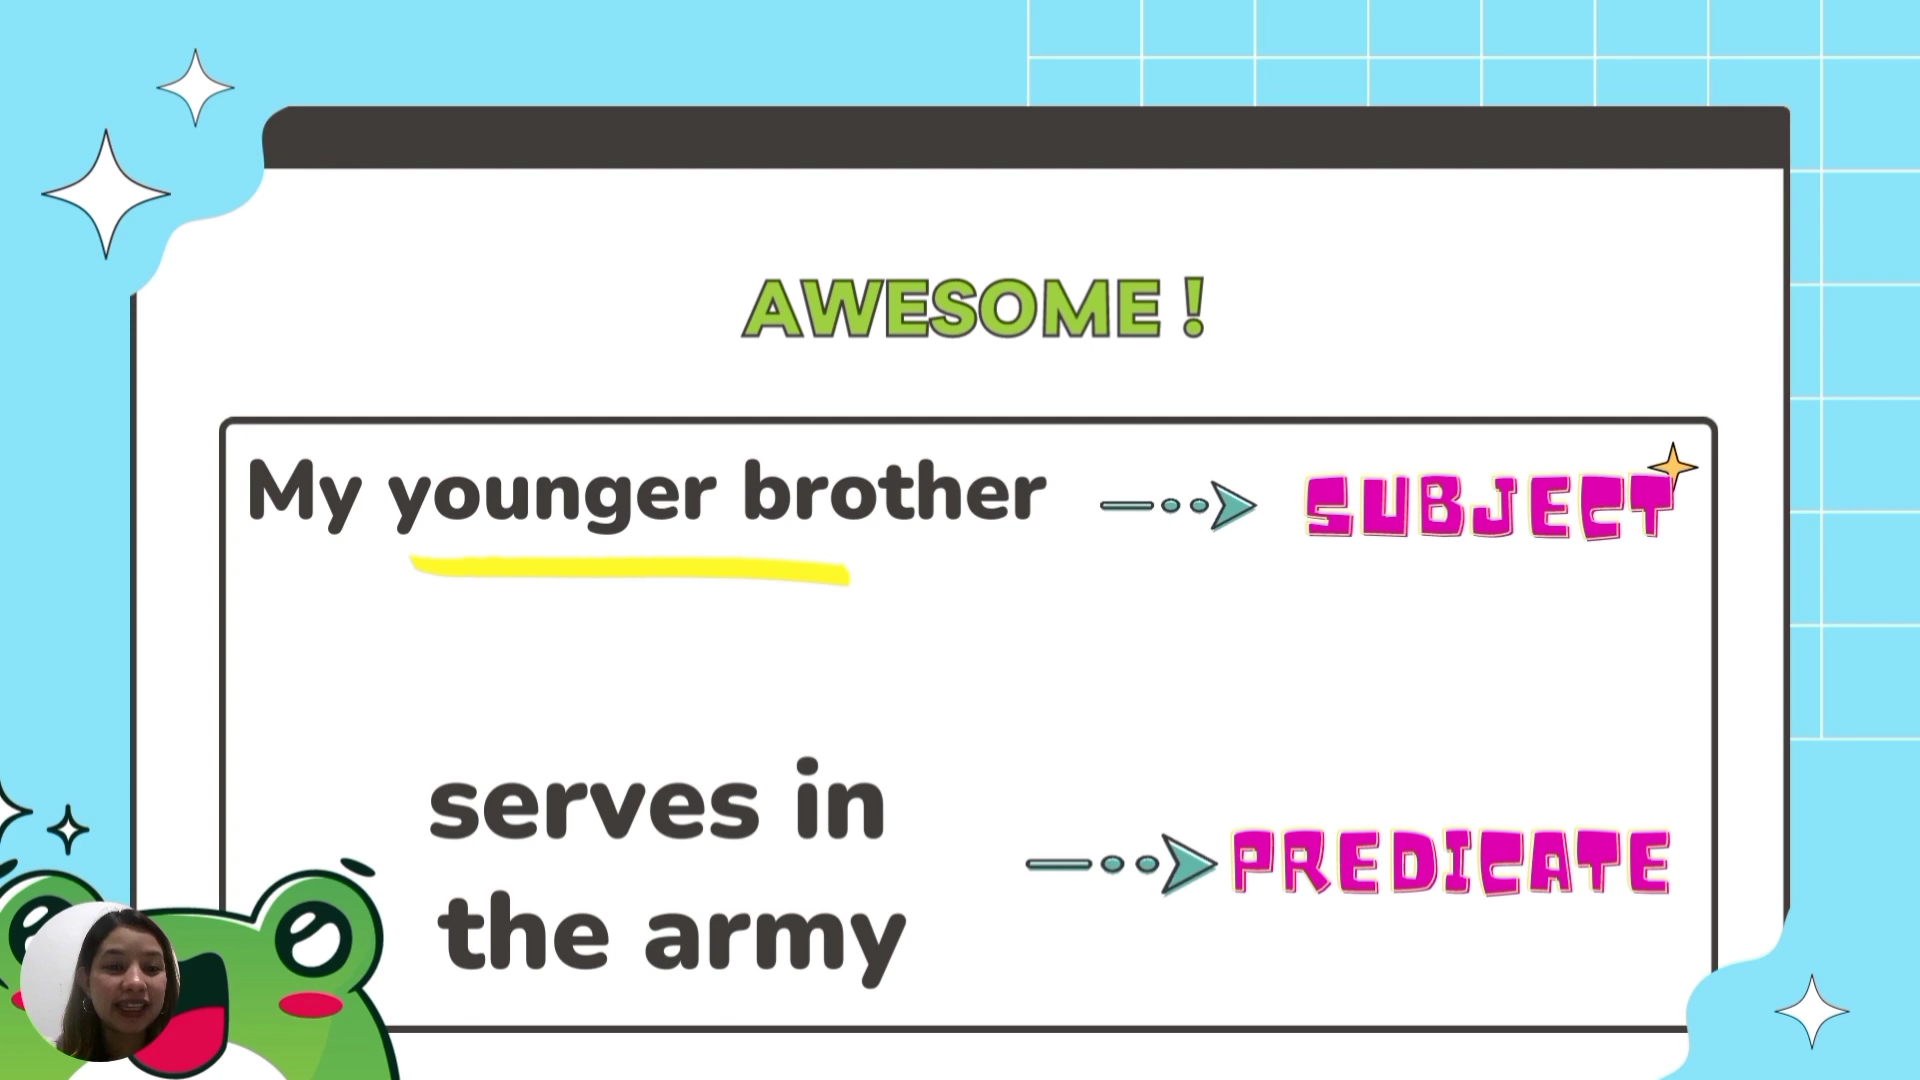 AWESOME !
My younger brother
SUBJECT
serves in
the army
PREDICATE